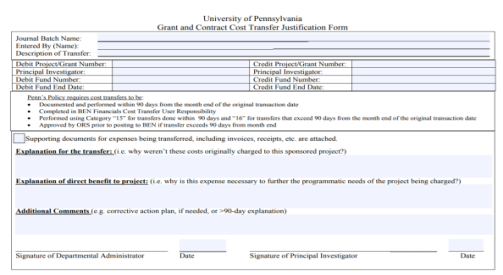 University of Pennsylvania
Grant and Contract Cost Transfer Justification Form
Journal Batch Name:
Entered By (Name):
Description of Transfer:
Debit Project/Grant Number: Credit Project/Grant Number:
Principal Investigator: Principal Investigator:
Debit Fund Number: Credit Fund Number:
Debit Fund End Date: Credit Fund End Date:
Penn's Policy requires cost transfers to be:
• Documented and performed within 90 days from the month end of the original transaction date
• Completed in BEN Financials Cost Transfer User Responsibility
• Performed using Category "15" for transfers done within 90 days and "16" for transfers that exceed 90 days from the month end of the original transaction date
• Approved by ORS prior to posting to BEN if transfer exceeds 90 days from month end
Supporting documents for expenses being transferred, including invoices, receipts, etc. are attached.
Explanation for the transfer: (i.e. why weren't these costs originally charged to this sponsored project?)
Explanation of direct benefit to project: (i.e. why is this expense necessary to further the programmatic needs of the project being charged?)
Additional Comments (e.g. corrective action plan, if needed, or >90-day explanation)
Signature of Departmental Administrator Date Signature of Principal Investigator Date